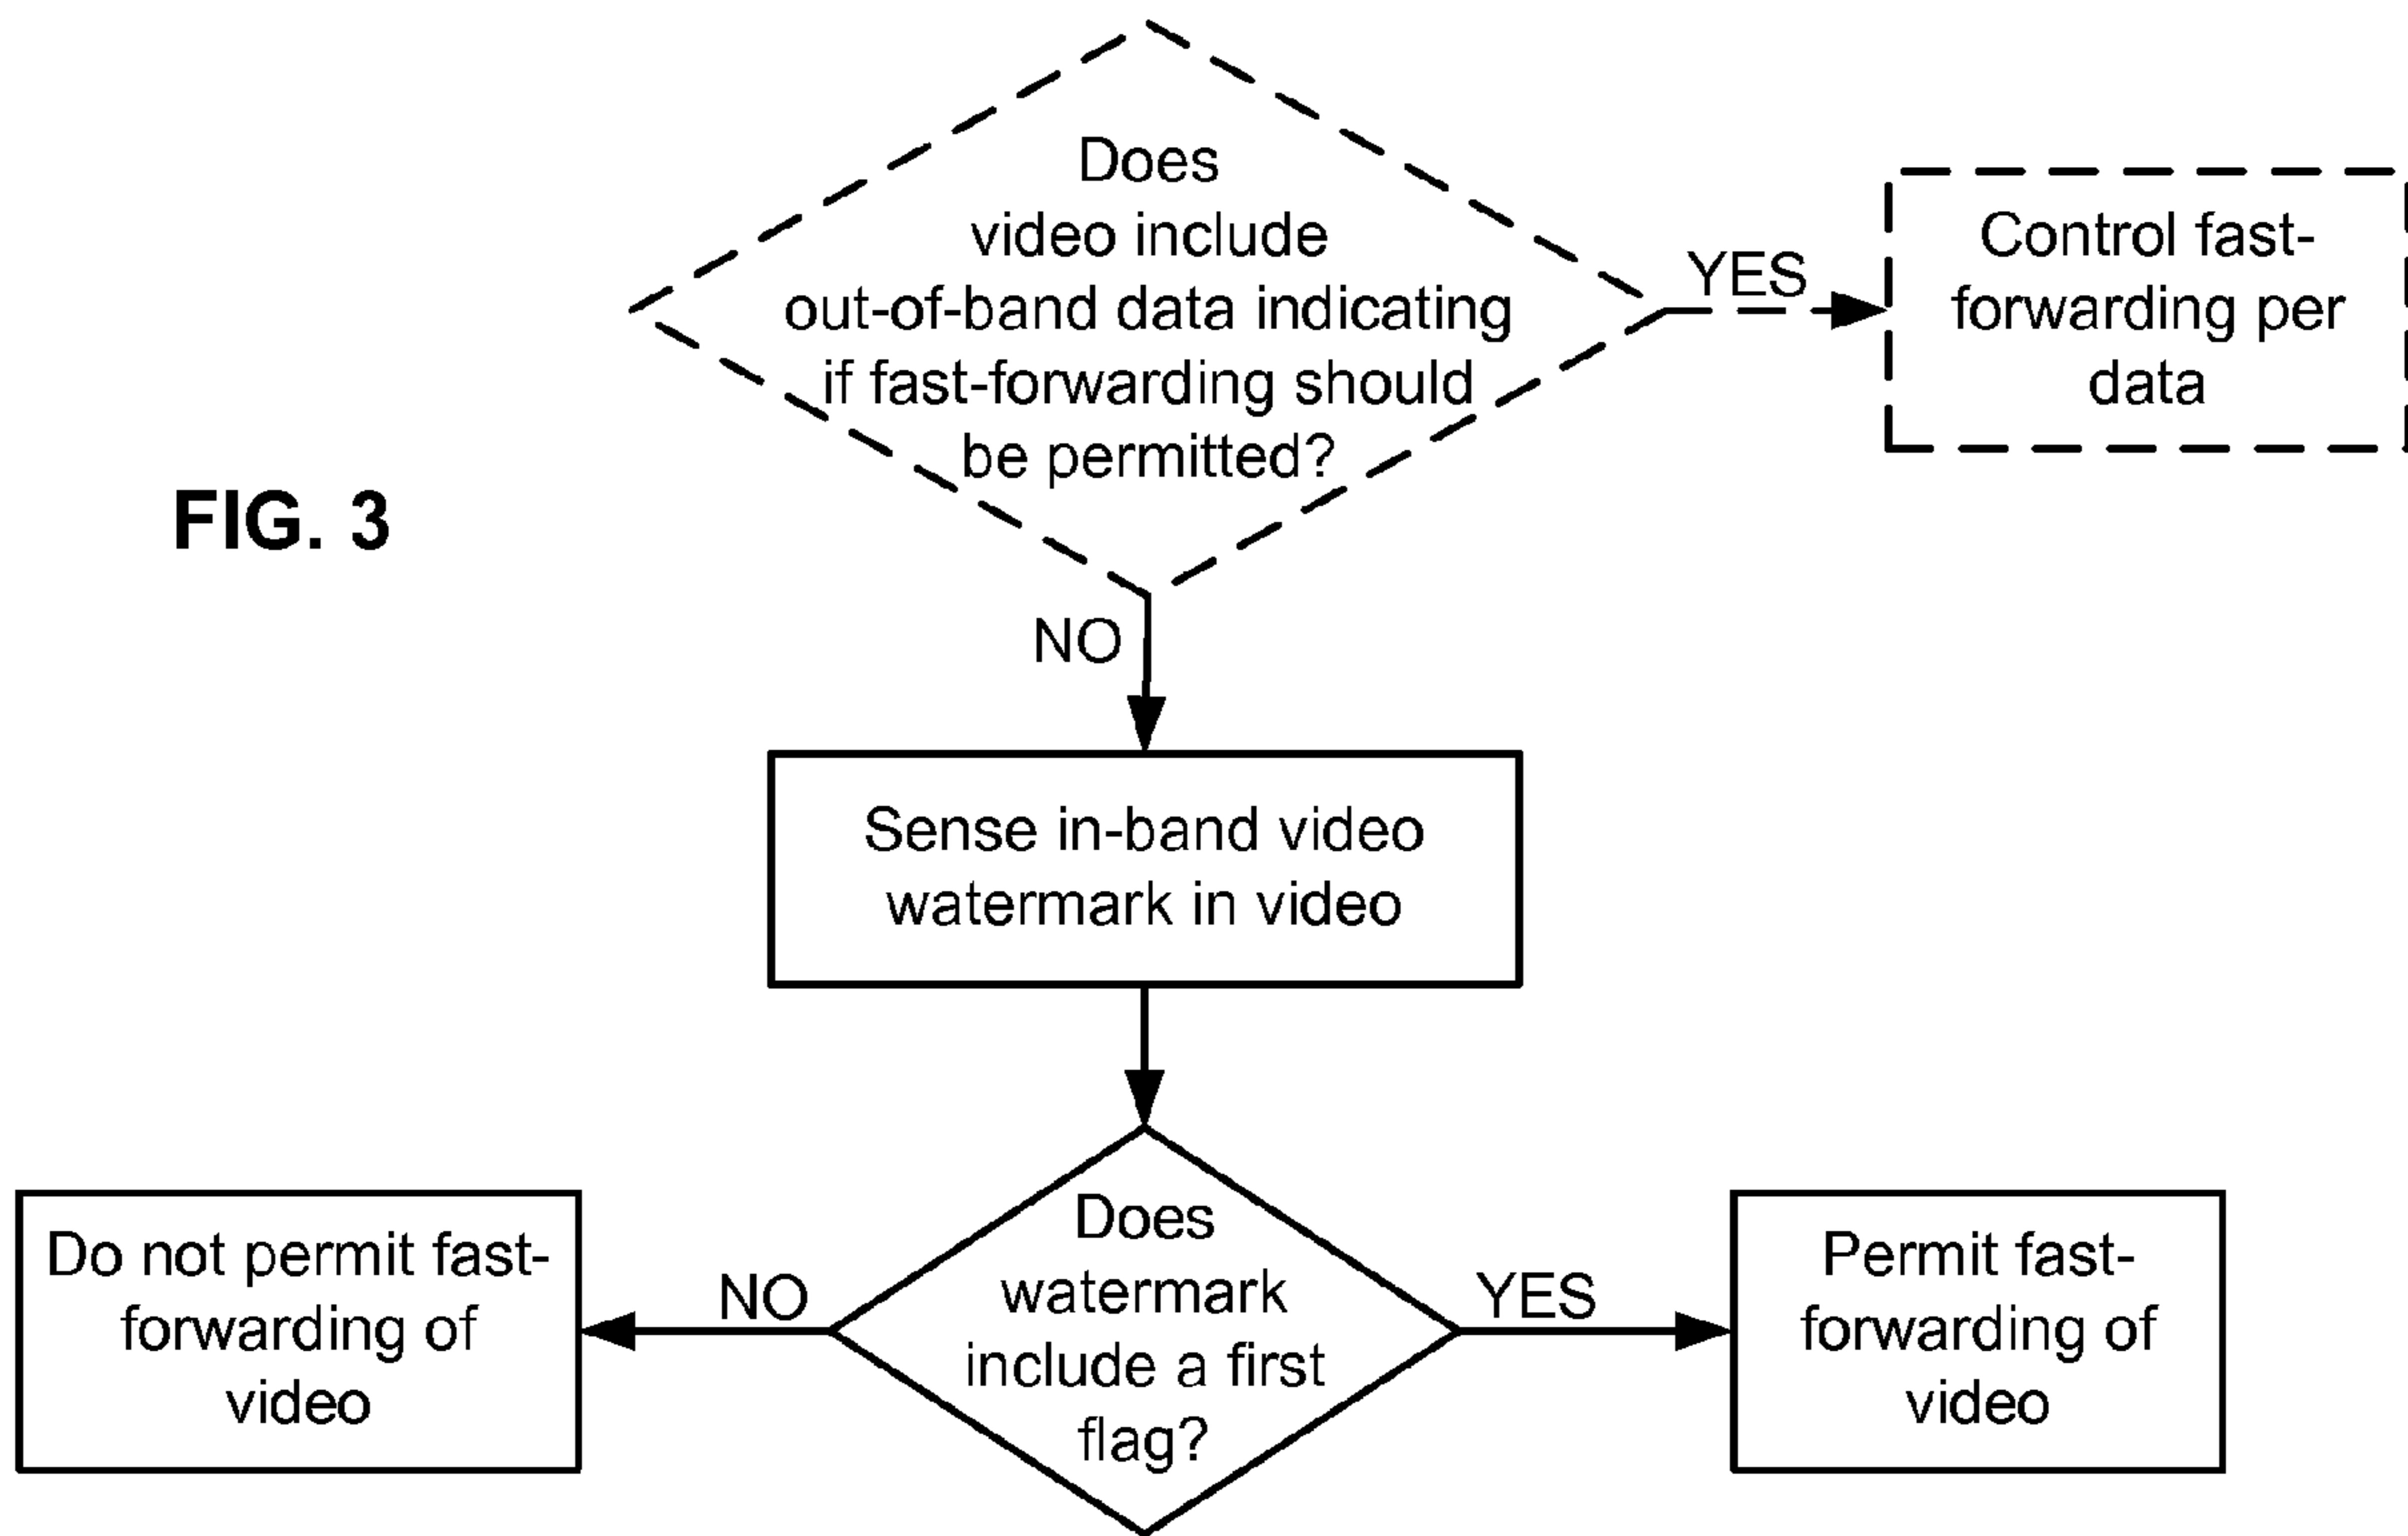 Does
video include
out-of-band data indicating
if fast-forwarding should
be permitted?
YES
Control fast-
forwarding per
data
FIG. 3
NO
Sense in-band video
watermark in video
Does
watermark
include a first
flag?
NO
Do not permit fast-
forwarding of
video
YES
Permit fast-
forwarding of
video